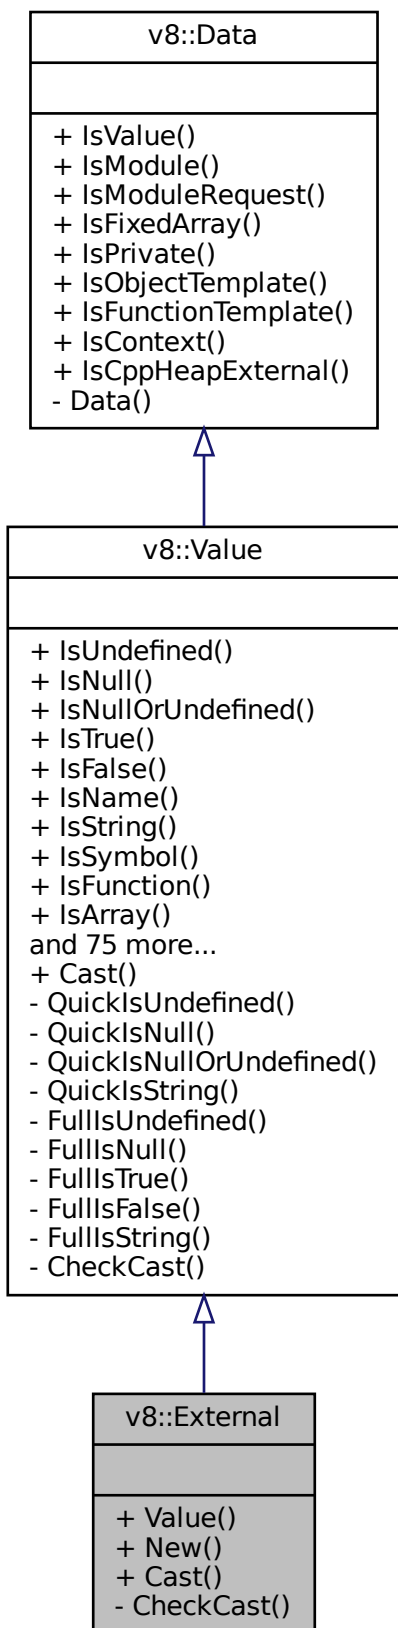 v8::Data
+ IsValue()
+ IsModule()
+ IsModuleRequest()
+ IsFixedArray()
+ IsPrivate()
+ IsObjectTemplate()
+ IsFunctionTemplate()
+ IsContext()
+ IsCppHeapExternal()
- Data()
v8::Value
+ IsUndefined()
+ IsNull()
+ IsNullOrUndefined()
+ IsTrue()
+ IsFalse()
+ IsName()
+ IsString()
+ IsSymbol()
+ IsFunction()
+ IsArray()
and 75 more...
+ Cast()
- QuickIsUndefined()
- QuickIsNull()
- QuickIsNullOrUndefined()
- QuickIsString()
- FullIsUndefined()
- FullIsNull()
- FullIsTrue()
- FullIsFalse()
- FullIsString()
- CheckCast()
v8::External
+ Value()
+ New()
+ Cast()
- CheckCast()